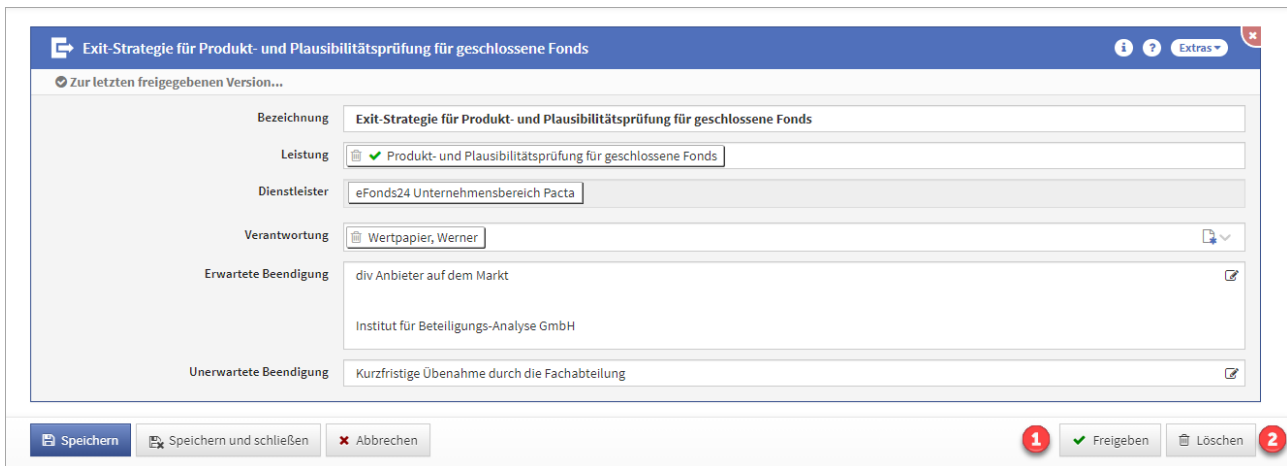 Exit-Strategie für Produkt- und Plausibilitätsprüfung für geschlossene Fonds
i ? Extras
x
Zur letzten freigegebenen Version...
Bezeichnung Exit-Strategie für Produkt- und Plausibilitätsprüfung für geschlossene Fonds
Leistung Produkt- und Plausibilitätsprüfung für geschlossene Fonds
Dienstleister eFonds24 Unternehmensbereich Pacta
Verantwortung Wertpapier, Werner
Erwartete Beendigung div Anbieter auf dem Markt
Institut für Beteiligungs-Analyse GmbH
Unerwartete Beendigung Kurzfristige Übenahme durch die Fachabteilung
Speichern Speichern und schließen Abbrechen 1 Freigeben Löschen 2